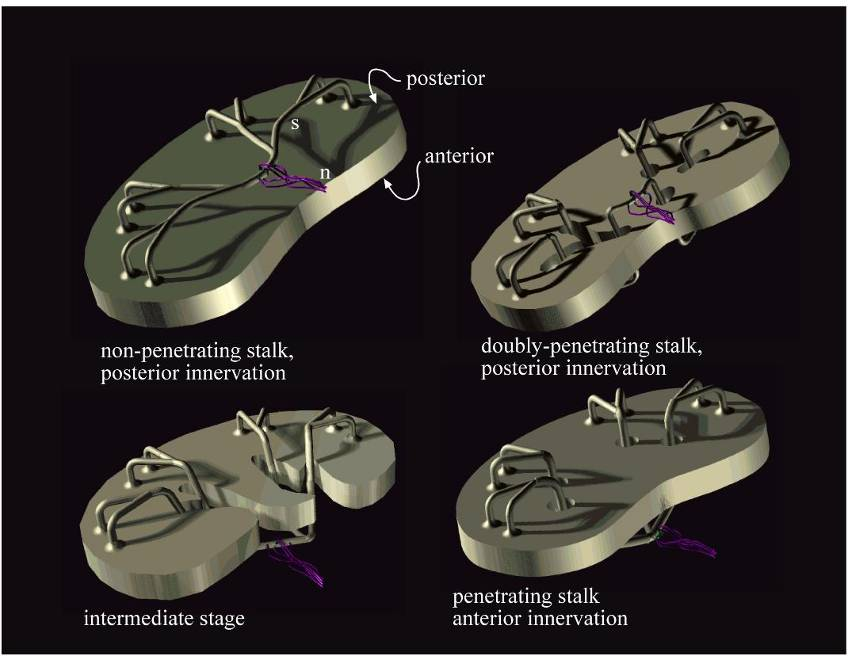 posterior
s
anterior
n
non-penetrating stalk,
posterior innervation
doubly-penetrating stalk,
posterior innervation
intermediate stage
penetrating stalk
anterior innervation